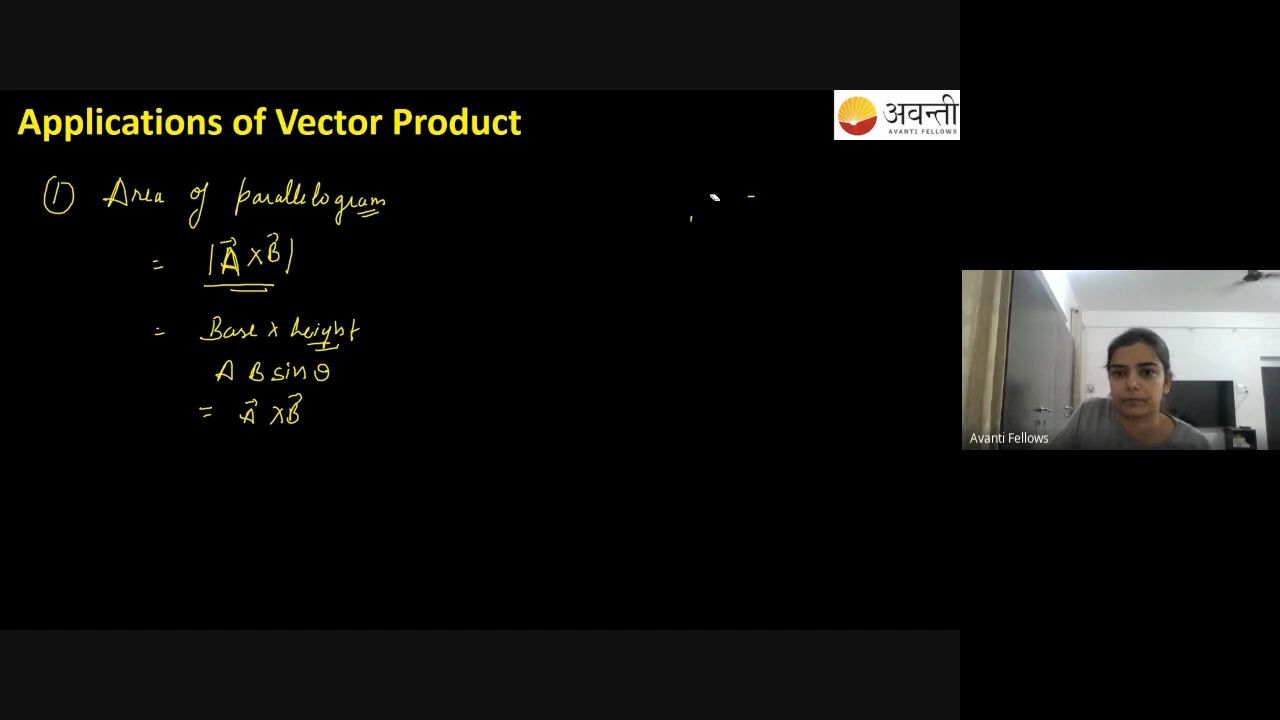 Applications of Vector Product
अवन्ती
AVANTI FELLOWS
① Area of parallelogram
= |A⃗ × B⃗|
= Base × height
A B sin θ
= A⃗ × B⃗
Avanti Fellows